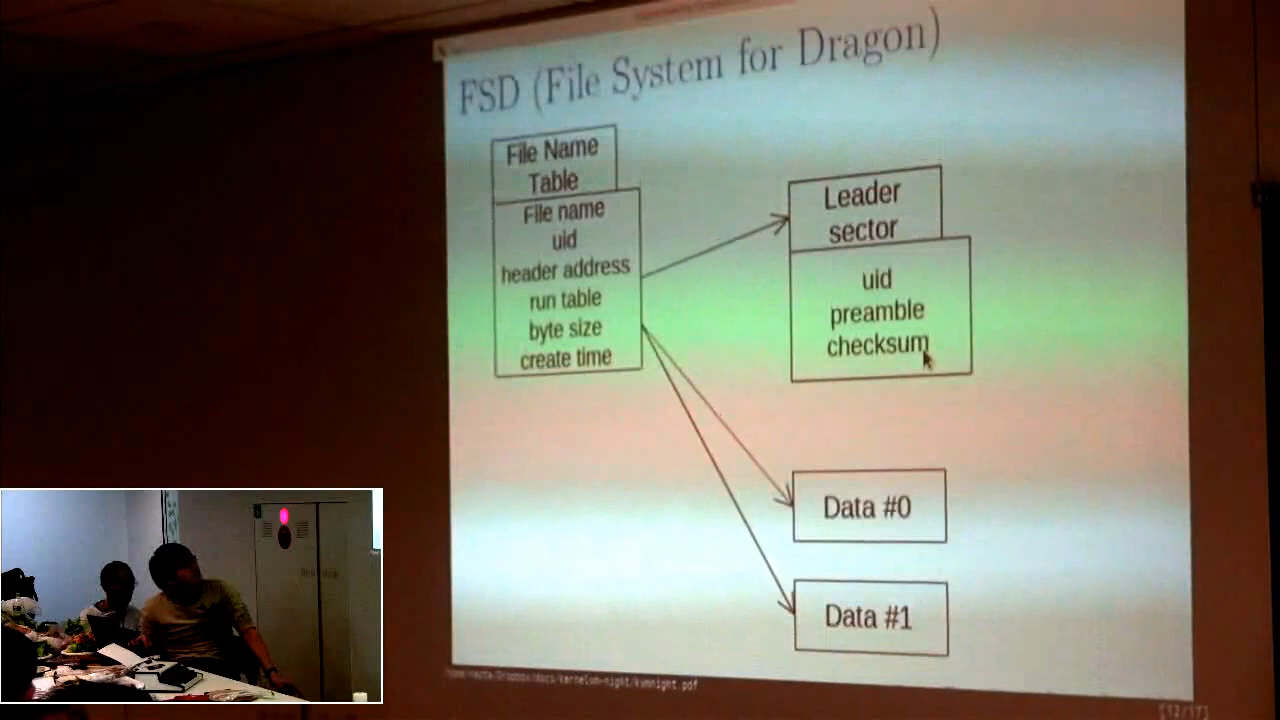 FSD (File System for Dragon)
File Name
Table
File name
uid
header address
run table
byte size
create time
Leader
sector
uid
preamble
checksum
Data #0
Data #1